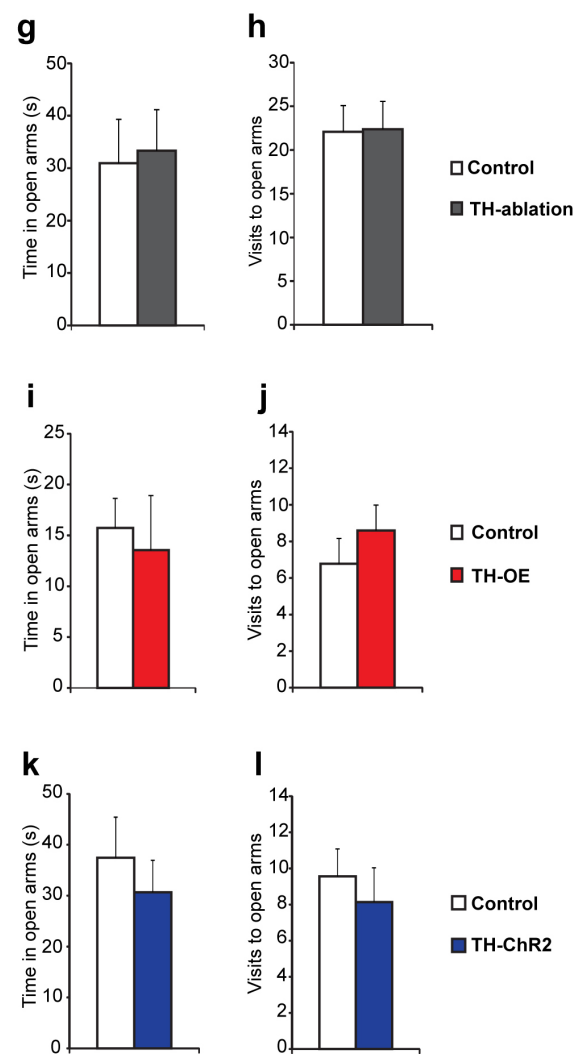 g
h
Time in open arms (s)
50
40
30
20
10
0
Visits to open arms
30
25
20
15
10
5
0
Control
TH-ablation
i
j
Time in open arms (s)
25
20
15
10
5
0
Visits to open arms
14
12
10
8
6
4
2
0
Control
TH-OE
k
l
Time in open arms (s)
50
40
30
20
10
0
Visits to open arms
14
12
10
8
6
4
2
0
Control
TH-ChR2